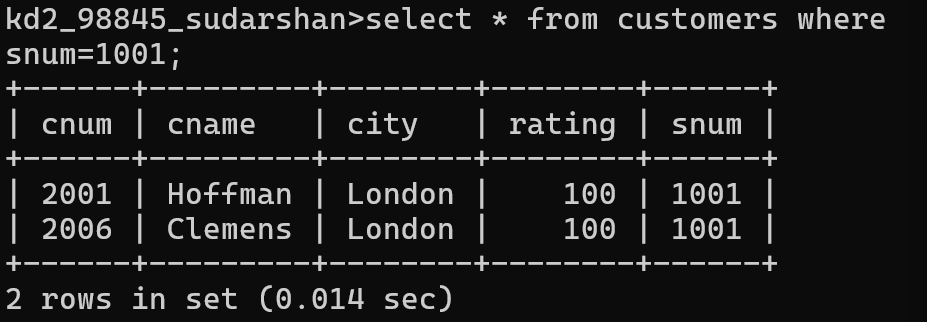 kd2_98845_sudarshan>select * from customers where
snum=1001;
+------+---------+--------+--------+------+
| cnum | cname   | city   | rating | snum |
+------+---------+--------+--------+------+
| 2001 | Hoffman | London |    100 | 1001 |
| 2006 | Clemens | London |    100 | 1001 |
+------+---------+--------+--------+------+
2 rows in set (0.014 sec)